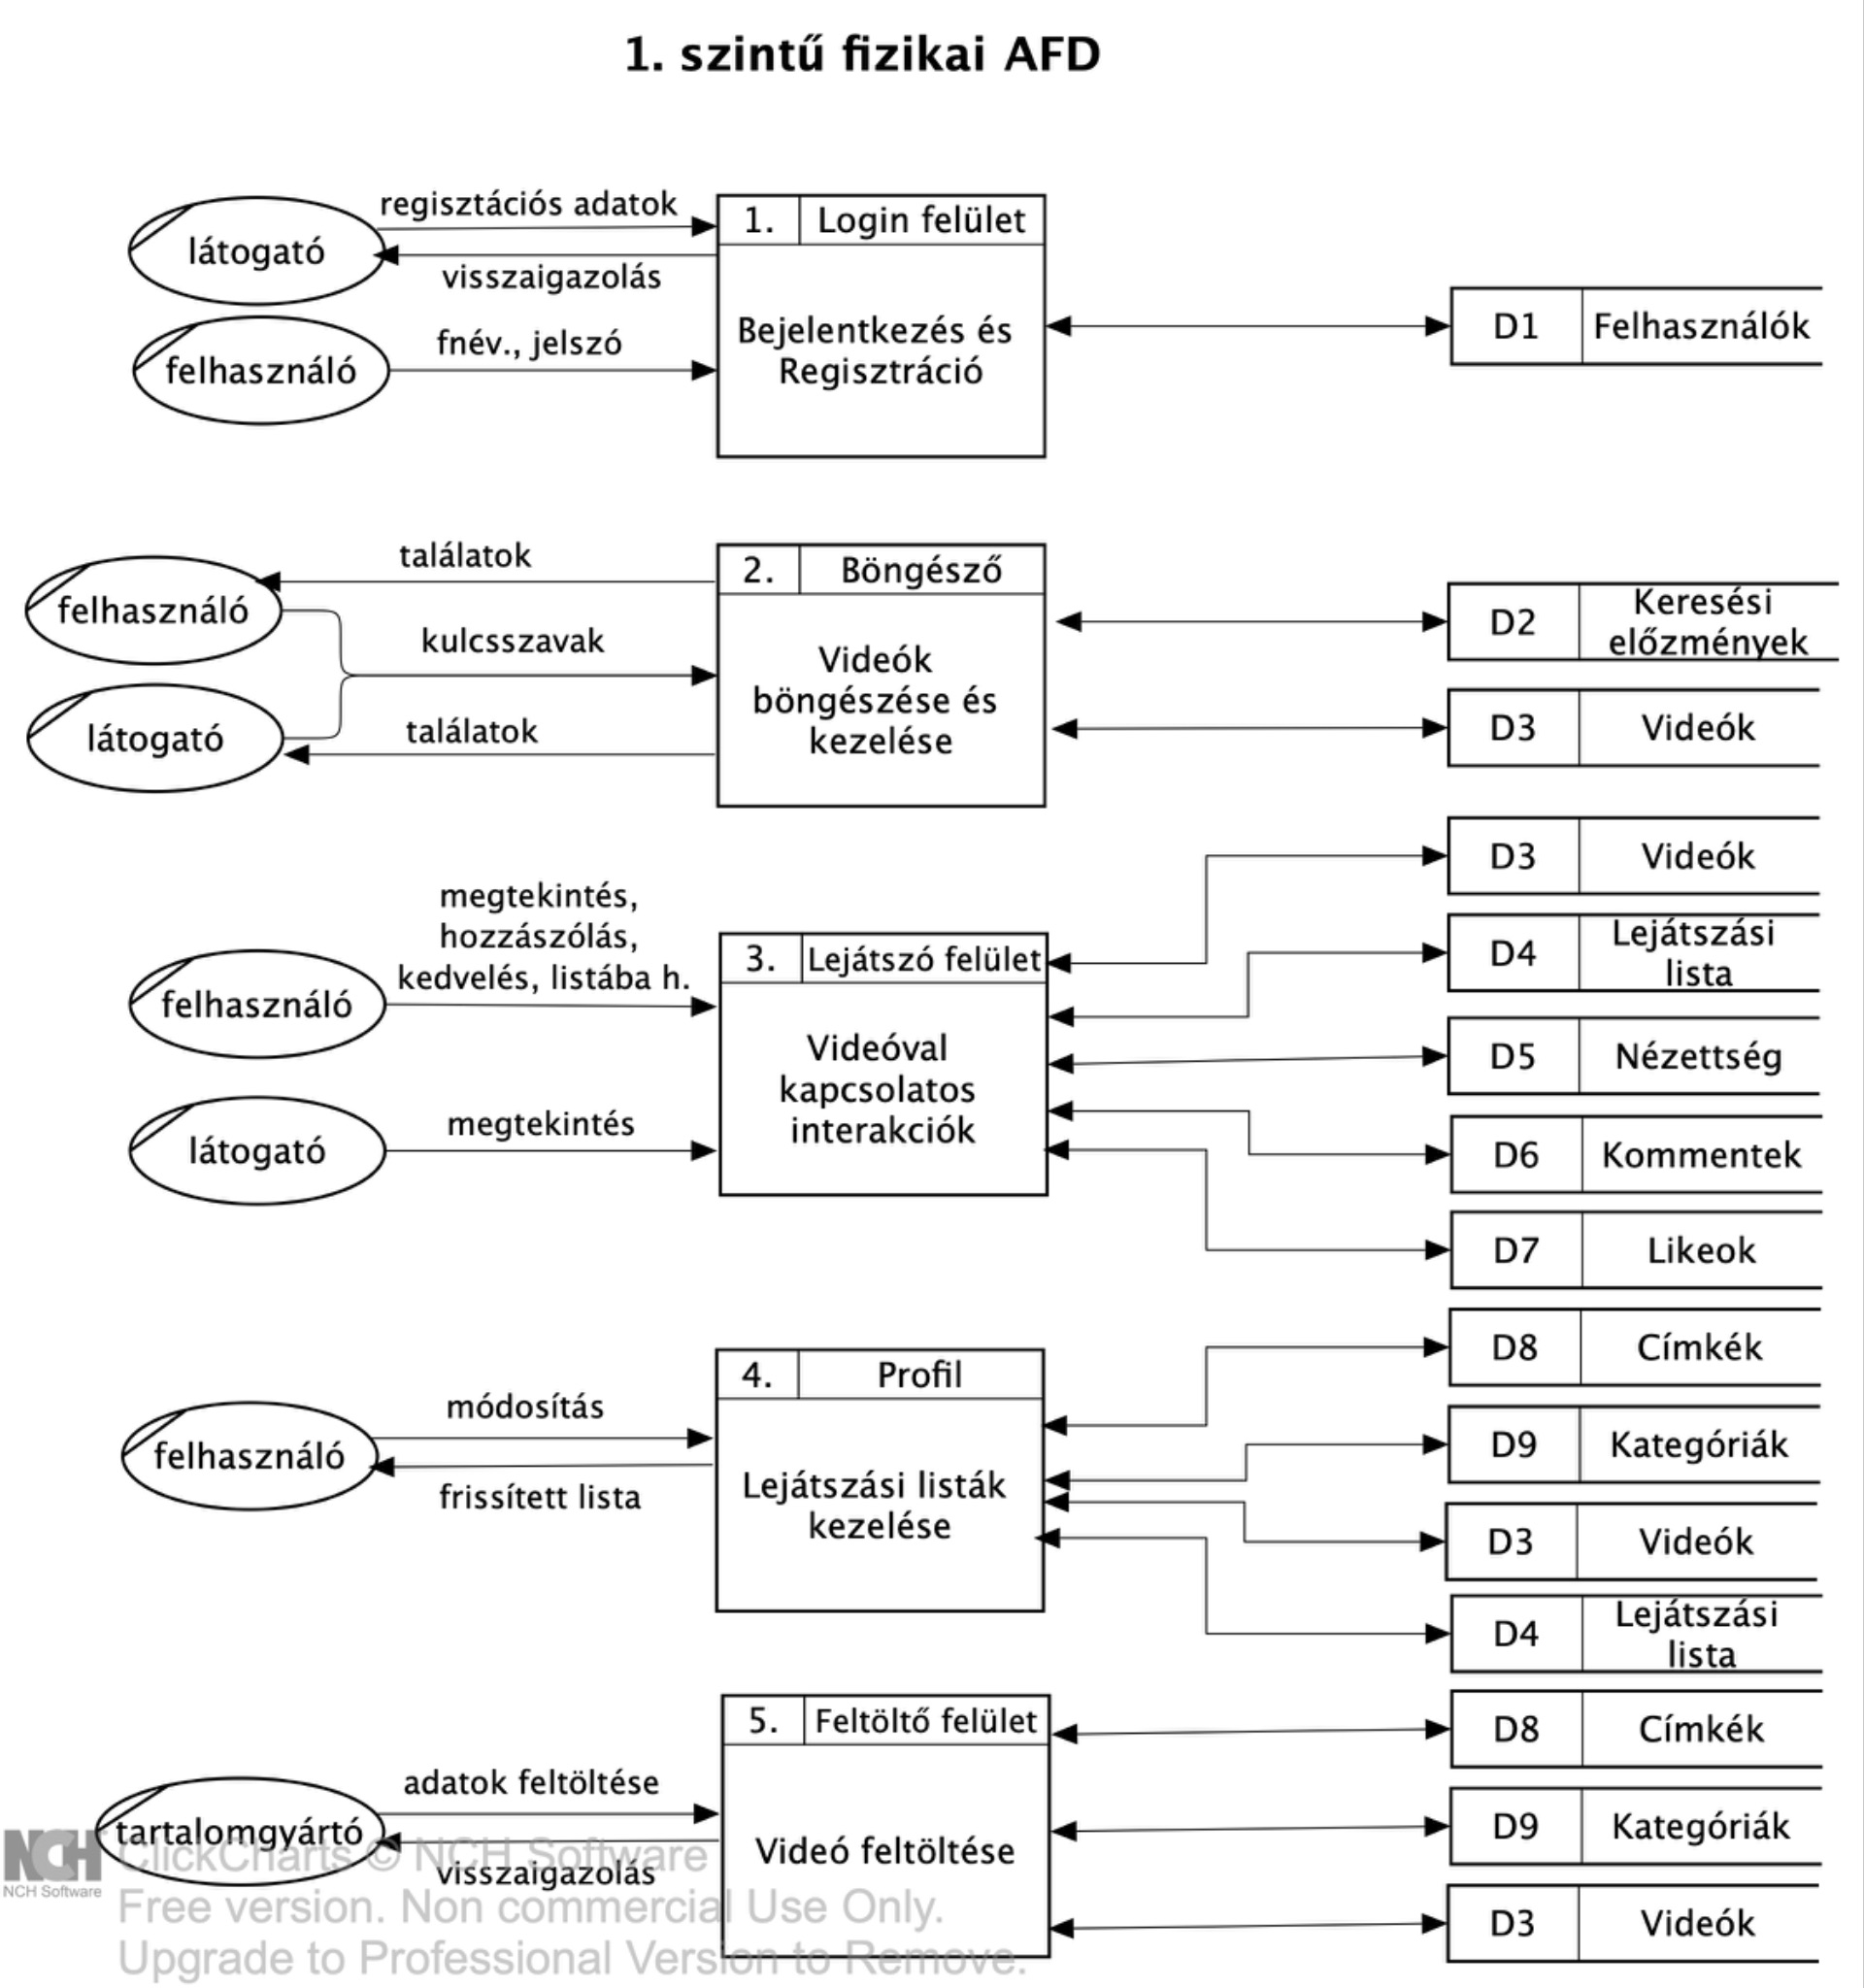 1. szintű fizikai AFD
regisztációs adatok
látogató
visszaigazolás
fnév., jelszó
felhasználó
1. Login felület
Bejelentkezés és
Regisztráció
D1 Felhasználók
találatok
felhasználó
kulcsszavak
látogató
találatok
2. Böngésző
Videók
böngészése és
kezelése
D2 Keresési
előzmények
D3 Videók
megtekintés,
hozzászólás,
kedvelés, listába h.
felhasználó
megtekintés
látogató
3. Lejátszó felület
Videóval
kapcsolatos
interakciók
D3 Videók
D4 Lejátszási
lista
D5 Nézettség
D6 Kommentek
D7 Likeok
módosítás
felhasználó
frissített lista
4. Profil
Lejátszási listák
kezelése
D8 Címkék
D9 Kategóriák
D3 Videók
D4 Lejátszási
lista
adatok feltöltése
tartalomgyártó
visszaigazolás
5. Feltöltő felület
Videó feltöltése
D8 Címkék
D9 Kategóriák
D3 Videók
NCH
NCH Software
ClickCharts © NCH Software
Free version. Non commercial Use Only.
Upgrade to Professional Version to Remove.